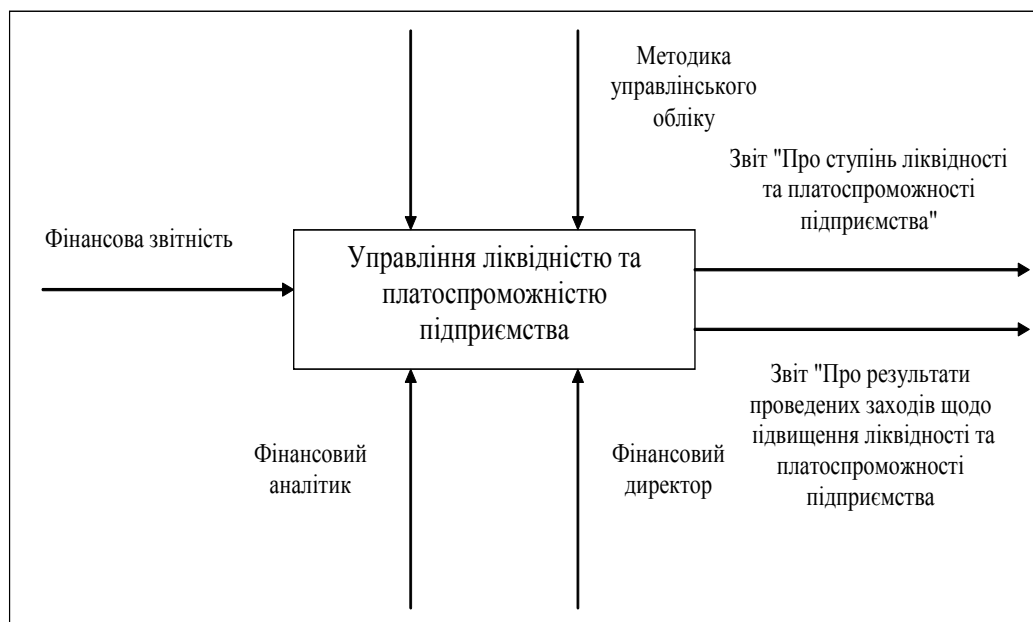 Методика
управлінського
обліку
Звіт "Про ступінь ліквідності
та платоспроможності
підприємства"
Фінансова звітність
Управління ліквідністю та
платоспроможністю
підприємства
Звіт "Про результати
проведених заходів щодо
підвищення ліквідності та
платоспроможності
підприємства
Фінансовий
аналітик
Фінансовий
директор